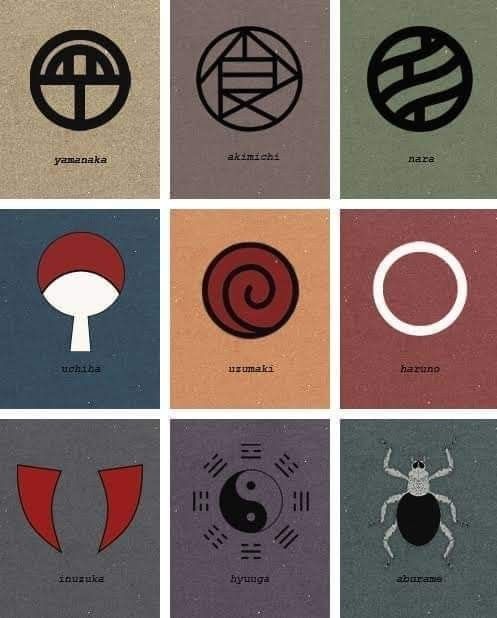 yamanaka
akimichi
nara
uchiha
uzumaki
haruno
inuzuka
hyuuga
aburame